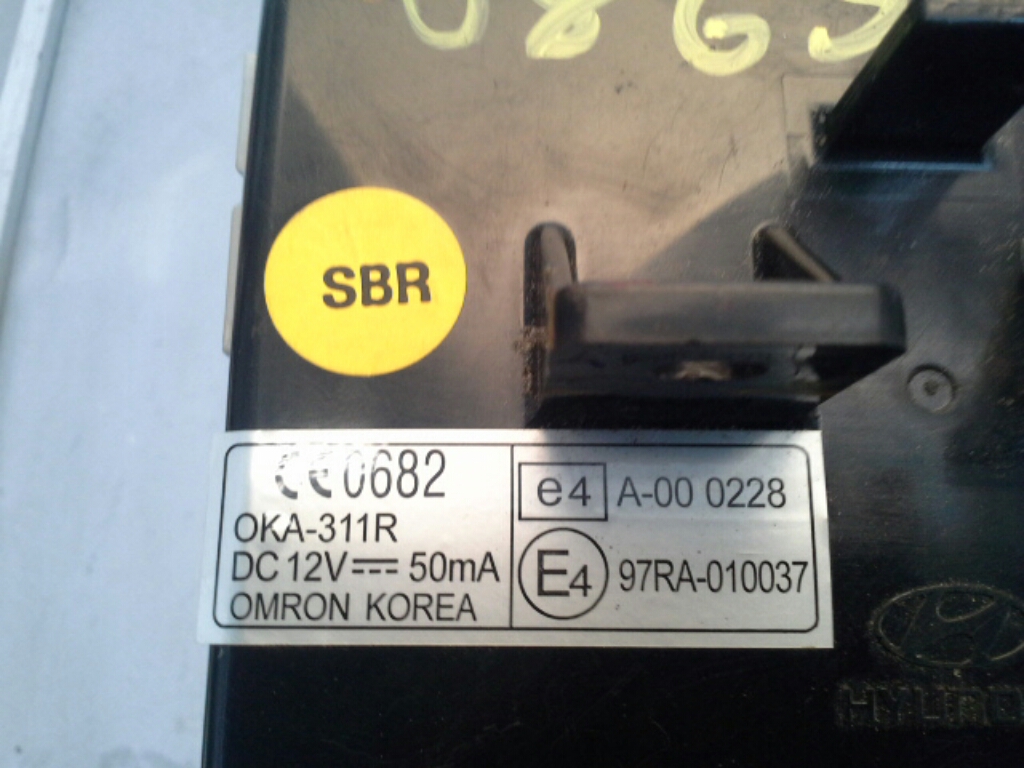 SBR
CE0682
OKA-311R
DC 12V 50mA
OMRON KOREA
e4 A-00 0228
E4 97RA-010037